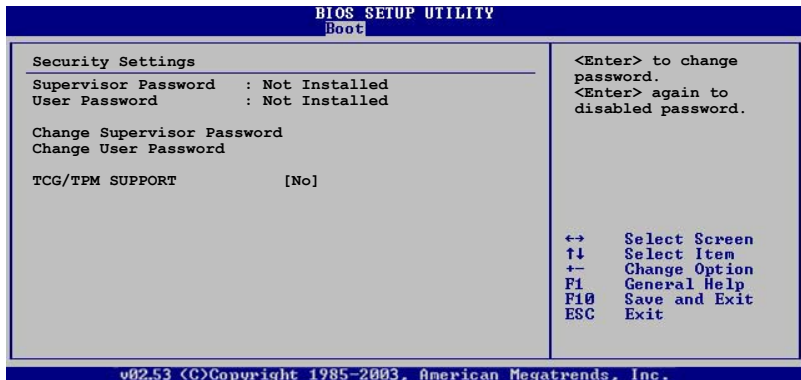 BIOS SETUP UTILITY
Boot
Security Settings
Supervisor Password : Not Installed
User Password : Not Installed
Change Supervisor Password
Change User Password
TCG/TPM SUPPORT [No]
<Enter> to change
password.
<Enter> again to
disabled password.
←→ Select Screen
↑↓ Select Item
+- Change Option
F1 General Help
F10 Save and Exit
ESC Exit
v02.53 (C)Copyright 1985-2003, American Megatrends, Inc.